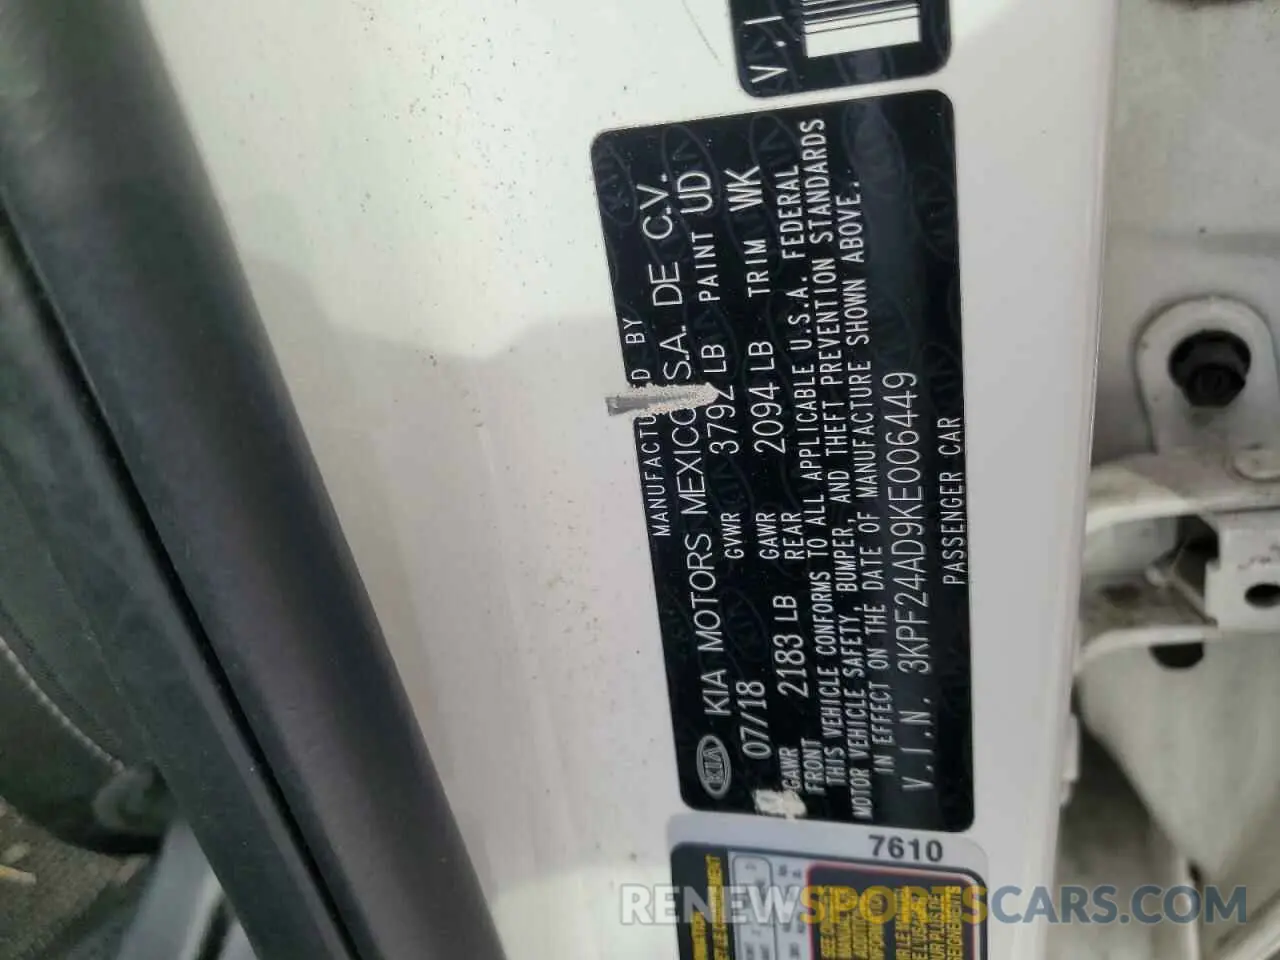 V.I
MANUFACTURED BY
KIA KIA MOTORS MEXICO S.A. DE C.V.
07/18 GVWR 3792 LB PAINT UD
GAWR FRONT 2183 LB GAWR REAR 2094 LB TRIM WK
THIS VEHICLE CONFORMS TO ALL APPLICABLE U.S.A. FEDERAL
MOTOR VEHICLE SAFETY, BUMPER, AND THEFT PREVENTION STANDARDS
IN EFFECT ON THE DATE OF MANUFACTURE SHOWN ABOVE.
V.I.N. 3KPF24AD9KE006449
PASSENGER CAR
7610
RENEWSPORTSCARS.COM